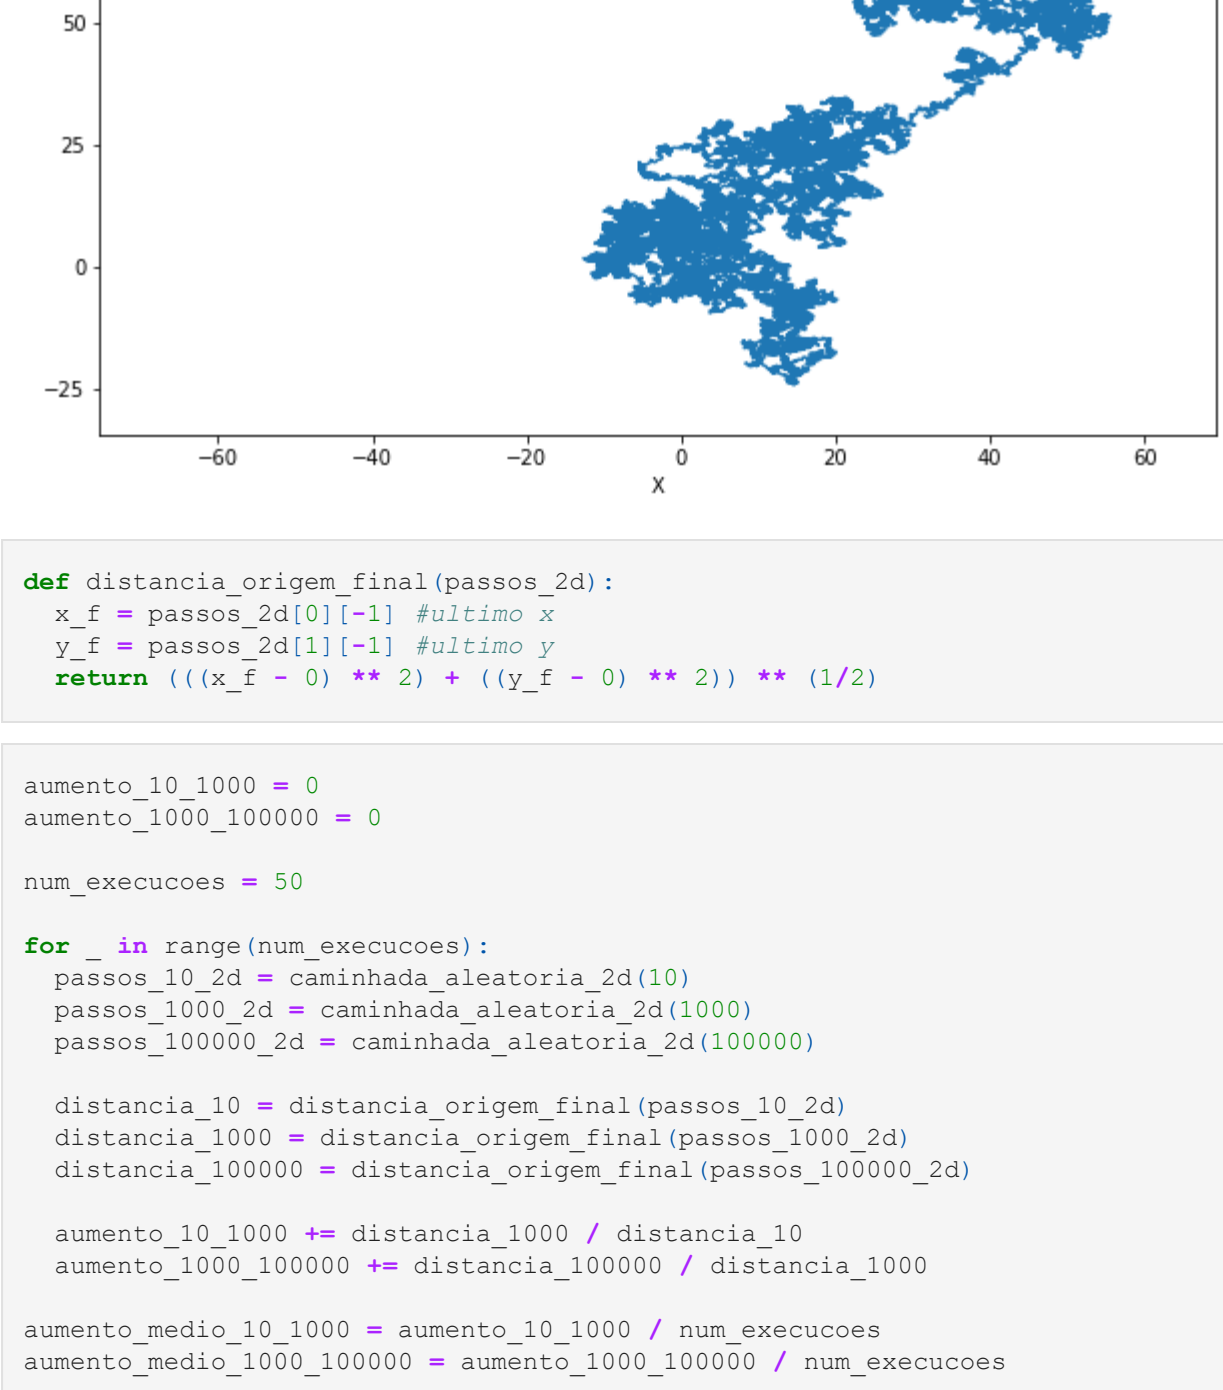 50
25
0
−25
−60 −40 −20 0 20 40 60
X
def distancia_origem_final(passos_2d):
  x_f = passos_2d[0][-1] #ultimo x
  y_f = passos_2d[1][-1] #ultimo y
  return (((x_f - 0) ** 2) + ((y_f - 0) ** 2)) ** (1/2)
aumento_10_1000 = 0
aumento_1000_100000 = 0
num_execucoes = 50
for _ in range(num_execucoes):
  passos_10_2d = caminhada_aleatoria_2d(10)
  passos_1000_2d = caminhada_aleatoria_2d(1000)
  passos_100000_2d = caminhada_aleatoria_2d(100000)
  distancia_10 = distancia_origem_final(passos_10_2d)
  distancia_1000 = distancia_origem_final(passos_1000_2d)
  distancia_100000 = distancia_origem_final(passos_100000_2d)
  aumento_10_1000 += distancia_1000 / distancia_10
  aumento_1000_100000 += distancia_100000 / distancia_1000
aumento_medio_10_1000 = aumento_10_1000 / num_execucoes
aumento_medio_1000_100000 = aumento_1000_100000 / num_execucoes